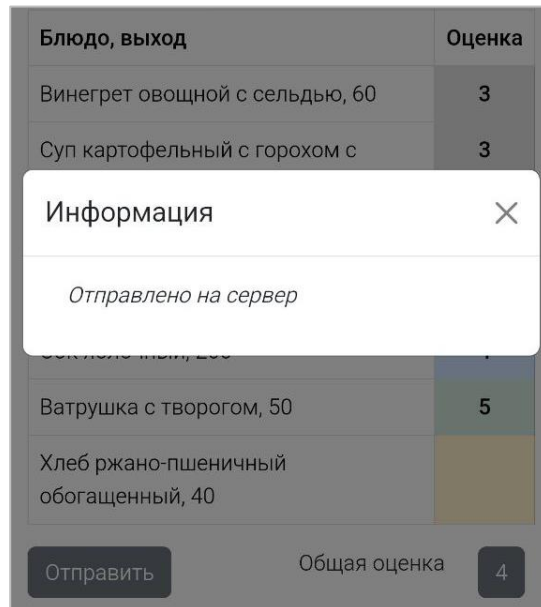 Блюдо, выход Оценка
Винегрет овощной с сельдью, 60 3
Суп картофельный с горохом с 3
Информация
Отправлено на сервер
Ватрушка с творогом, 50 5
Хлеб ржано-пшеничный
обогащенный, 40
Отправить Общая оценка 4